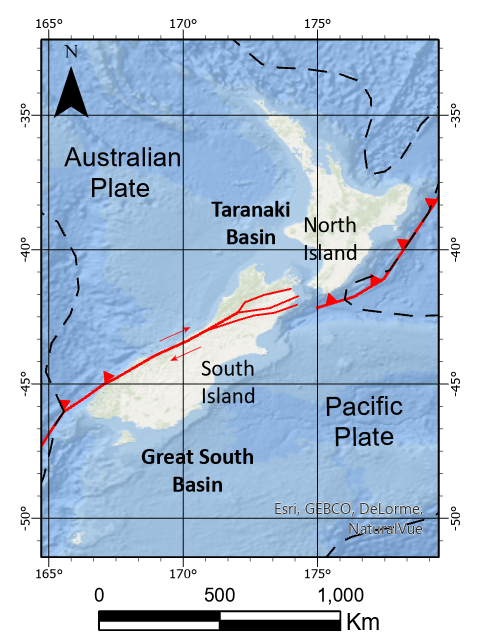 165° 170° 175°
N
-35° -35°
Australian
Plate
Taranaki
Basin
North
Island
-40° -40°
South
Island
-45° -45°
Pacific
Plate
Great South
Basin
Esri, GEBCO, DeLorme,
NaturalVue
-50° -50°
165° 170° 175°
0 500 1,000
Km